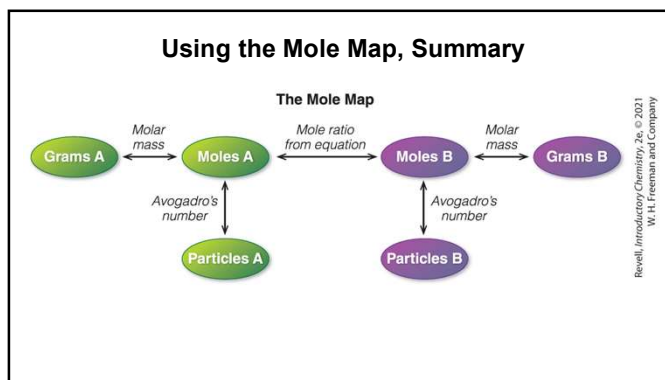 Using the Mole Map, Summary
The Mole Map
Grams A
Molar
mass
Moles A
Mole ratio
from equation
Moles B
Molar
mass
Grams B
Avogadro's
number
Avogadro's
number
Particles A
Particles B
Revell, Introductory Chemistry, 2e, © 2021
W. H. Freeman and Company